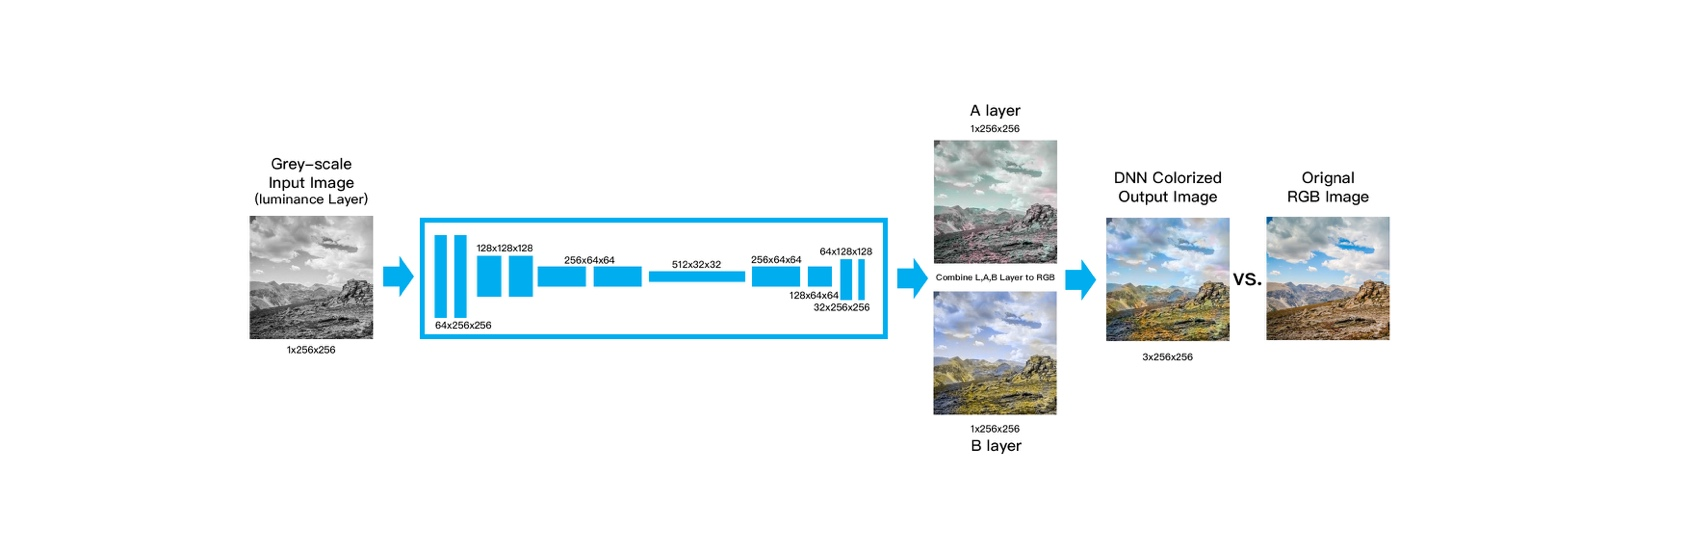 Grey-scale
Input Image
(luminance Layer)
1x256x256
64x256x256
128x128x128
256x64x64
512x32x32
256x64x64
128x64x64
64x128x128
32x256x256
A layer
1x256x256
Combine L,A,B Layer to RGB
1x256x256
B layer
DNN Colorized
Output Image
3x256x256
VS.
Orignal
RGB Image